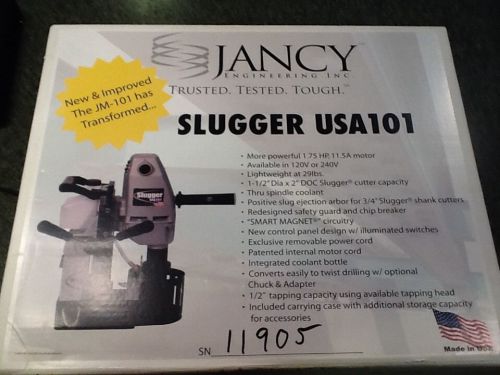 JANCY
ENGINEERING INC
TRUSTED. TESTED. TOUGH.™
New & Improved
The JM-101 has
Transformed...
SLUGGER USA101
• More powerful 1.75 HP, 11.5A motor
• Available in 120V or 240V
• Lightweight at 29lbs.
• 1-1/2" Dia x 2" DOC Slugger® cutter capacity
• Thru spindle coolant
• Positive slug ejection arbor for 3/4" Slugger® shank cutters
• Redesigned safety guard and chip breaker
• "SMART MAGNET®" circuitry
• New control panel design w/ illuminated switches
• Exclusive removable power cord
• Patented internal motor cord
• Integrated coolant bottle
• Converts easily to twist drilling w/ optional
Chuck & Adapter
• 1/2" tapping capacity using available tapping head
• Included carrying case with additional storage capacity
for accessories
Slugger
SN 11905
Made in USA